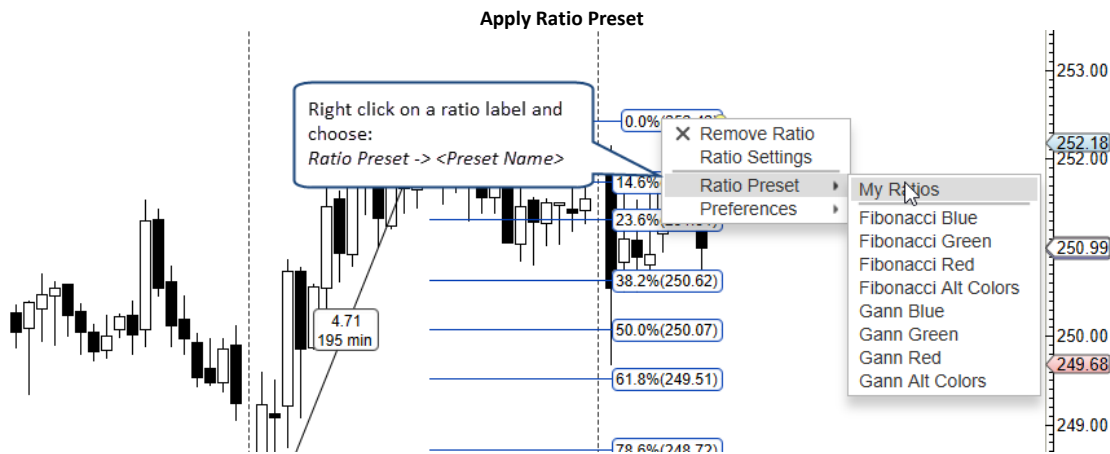 Apply Ratio Preset
Right click on a ratio label and
choose:
Ratio Preset -> <Preset Name>
0.0%
14.6%
23.6%
38.2%(250.62)
50.0%(250.07)
61.8%(249.51)
78.6%(248.72)
4.71
195 min
Remove Ratio
Ratio Settings
Ratio Preset
Preferences
My Ratios
Fibonacci Blue
Fibonacci Green
Fibonacci Red
Fibonacci Alt Colors
Gann Blue
Gann Green
Gann Red
Gann Alt Colors
253.00
252.18
252.00
250.99
250.00
249.68
249.00